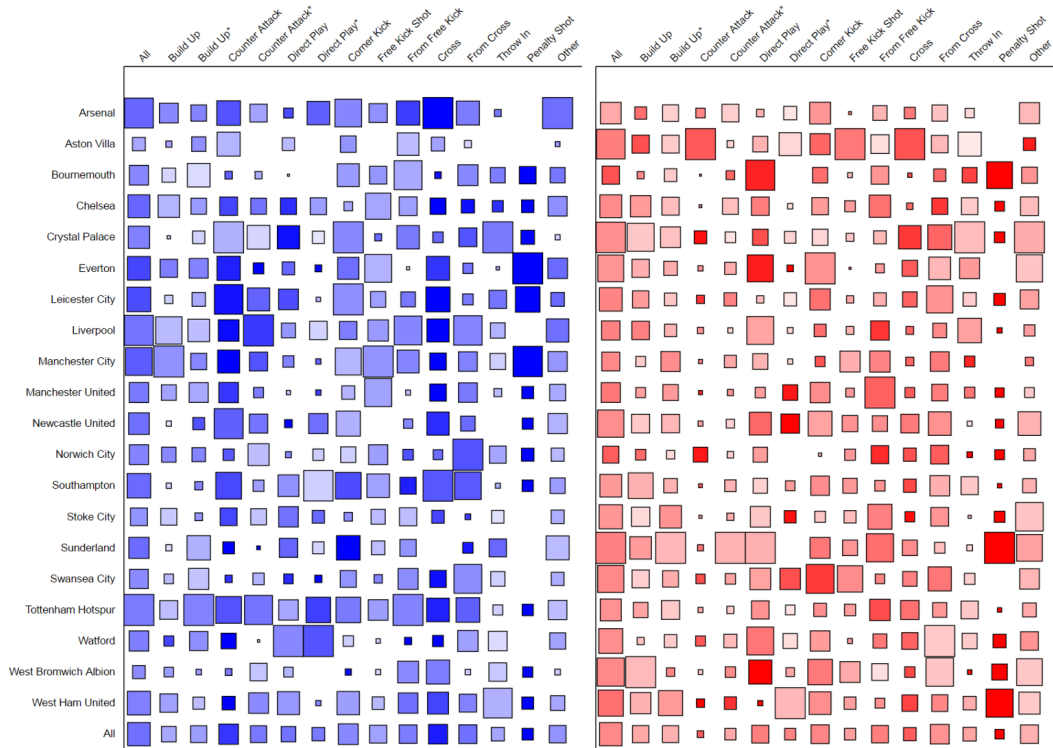 All Build Up Build Up* Counter Attack Counter Attack* Direct Play Direct Play* Corner Kick Free Kick Shot From Free Kick Cross From Cross Throw In Penalty Shot Other
All Build Up Build Up* Counter Attack Counter Attack* Direct Play Direct Play* Corner Kick Free Kick Shot From Free Kick Cross From Cross Throw In Penalty Shot Other
Arsenal
Aston Villa
Bournemouth
Chelsea
Crystal Palace
Everton
Leicester City
Liverpool
Manchester City
Manchester United
Newcastle United
Norwich City
Southampton
Stoke City
Sunderland
Swansea City
Tottenham Hotspur
Watford
West Bromwich Albion
West Ham United
All